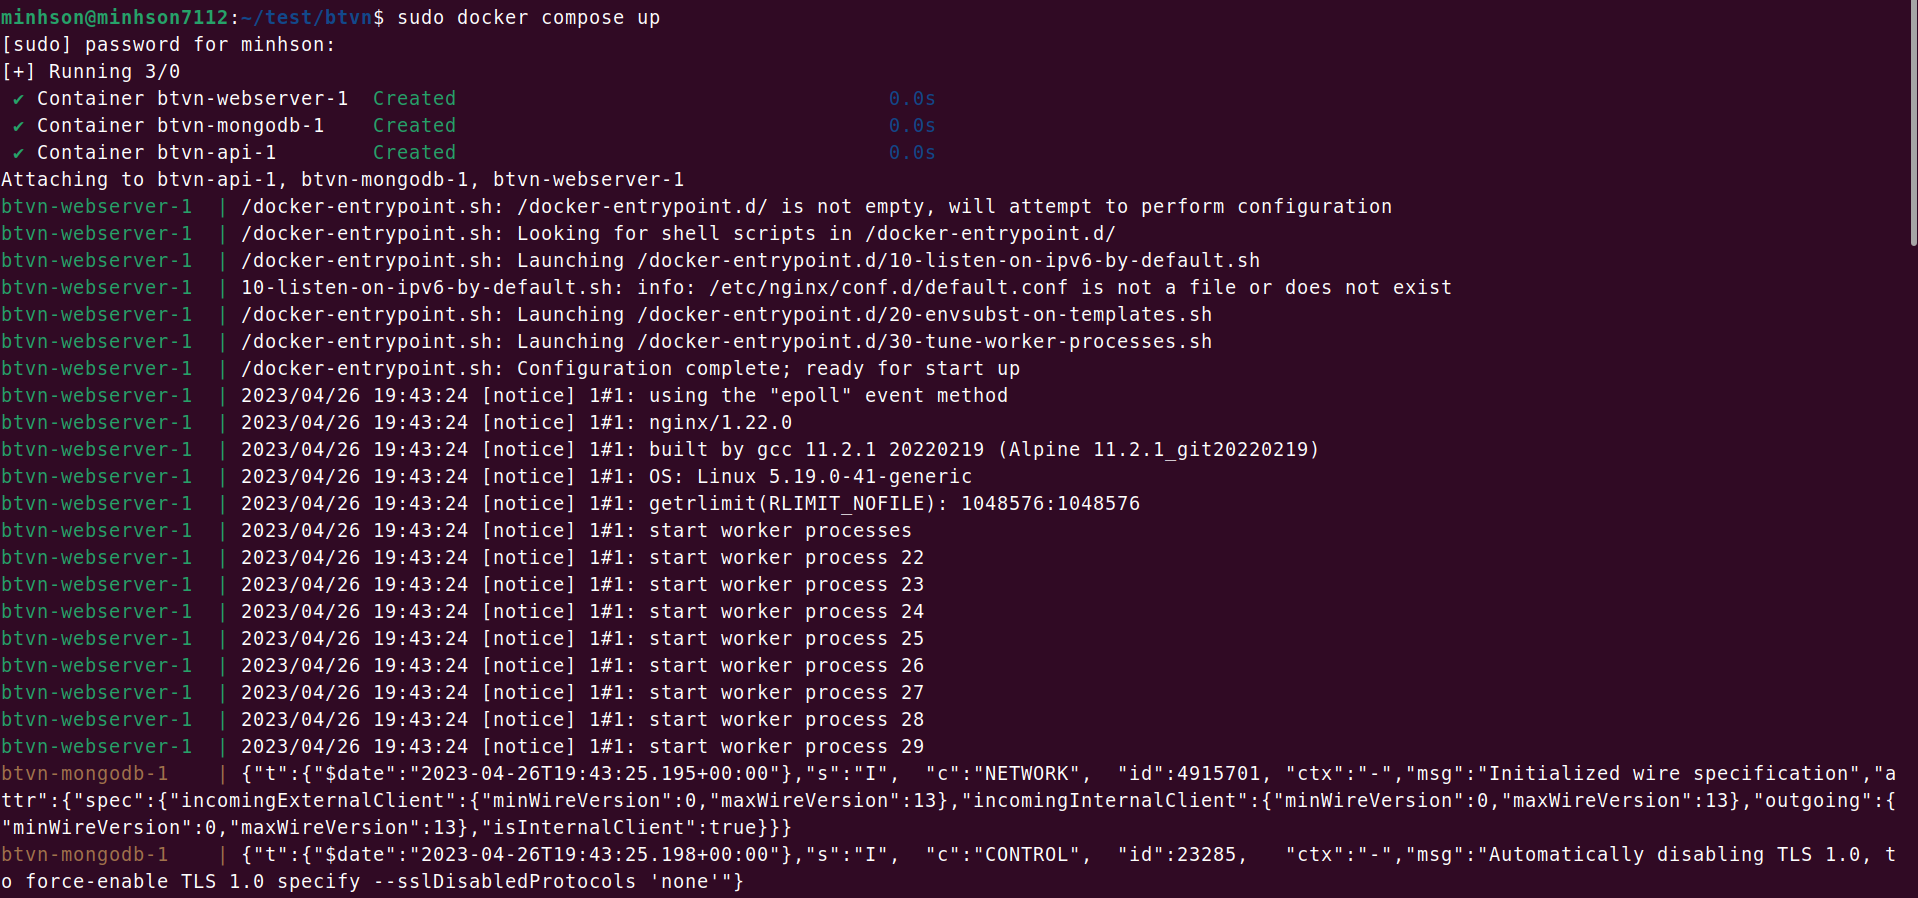 minhson@minhson7112:~/test/btvn$ sudo docker compose up
[sudo] password for minhson:
[+] Running 3/0
✔ Container btvn-webserver-1  Created  0.0s
✔ Container btvn-mongodb-1    Created  0.0s
✔ Container btvn-api-1        Created  0.0s
Attaching to btvn-api-1, btvn-mongodb-1, btvn-webserver-1
btvn-webserver-1  | /docker-entrypoint.sh: /docker-entrypoint.d/ is not empty, will attempt to perform configuration
btvn-webserver-1  | /docker-entrypoint.sh: Looking for shell scripts in /docker-entrypoint.d/
btvn-webserver-1  | /docker-entrypoint.sh: Launching /docker-entrypoint.d/10-listen-on-ipv6-by-default.sh
btvn-webserver-1  | 10-listen-on-ipv6-by-default.sh: info: /etc/nginx/conf.d/default.conf is not a file or does not exist
btvn-webserver-1  | /docker-entrypoint.sh: Launching /docker-entrypoint.d/20-envsubst-on-templates.sh
btvn-webserver-1  | /docker-entrypoint.sh: Launching /docker-entrypoint.d/30-tune-worker-processes.sh
btvn-webserver-1  | /docker-entrypoint.sh: Configuration complete; ready for start up
btvn-webserver-1  | 2023/04/26 19:43:24 [notice] 1#1: using the "epoll" event method
btvn-webserver-1  | 2023/04/26 19:43:24 [notice] 1#1: nginx/1.22.0
btvn-webserver-1  | 2023/04/26 19:43:24 [notice] 1#1: built by gcc 11.2.1 20220219 (Alpine 11.2.1_git20220219)
btvn-webserver-1  | 2023/04/26 19:43:24 [notice] 1#1: OS: Linux 5.19.0-41-generic
btvn-webserver-1  | 2023/04/26 19:43:24 [notice] 1#1: getrlimit(RLIMIT_NOFILE): 1048576:1048576
btvn-webserver-1  | 2023/04/26 19:43:24 [notice] 1#1: start worker processes
btvn-webserver-1  | 2023/04/26 19:43:24 [notice] 1#1: start worker process 22
btvn-webserver-1  | 2023/04/26 19:43:24 [notice] 1#1: start worker process 23
btvn-webserver-1  | 2023/04/26 19:43:24 [notice] 1#1: start worker process 24
btvn-webserver-1  | 2023/04/26 19:43:24 [notice] 1#1: start worker process 25
btvn-webserver-1  | 2023/04/26 19:43:24 [notice] 1#1: start worker process 26
btvn-webserver-1  | 2023/04/26 19:43:24 [notice] 1#1: start worker process 27
btvn-webserver-1  | 2023/04/26 19:43:24 [notice] 1#1: start worker process 28
btvn-webserver-1  | 2023/04/26 19:43:24 [notice] 1#1: start worker process 29
btvn-mongodb-1    | {"t":{"$date":"2023-04-26T19:43:25.195+00:00"},"s":"I",  "c":"NETWORK",  "id":4915701, "ctx":"-","msg":"Initialized wire specification","a
ttr":{"spec":{"incomingExternalClient":{"minWireVersion":0,"maxWireVersion":13},"incomingInternalClient":{"minWireVersion":0,"maxWireVersion":13},"outgoing":{
"minWireVersion":0,"maxWireVersion":13},"isInternalClient":true}}}
btvn-mongodb-1    | {"t":{"$date":"2023-04-26T19:43:25.198+00:00"},"s":"I",  "c":"CONTROL",  "id":23285,   "ctx":"-","msg":"Automatically disabling TLS 1.0, t
o force-enable TLS 1.0 specify --sslDisabledProtocols 'none'"}